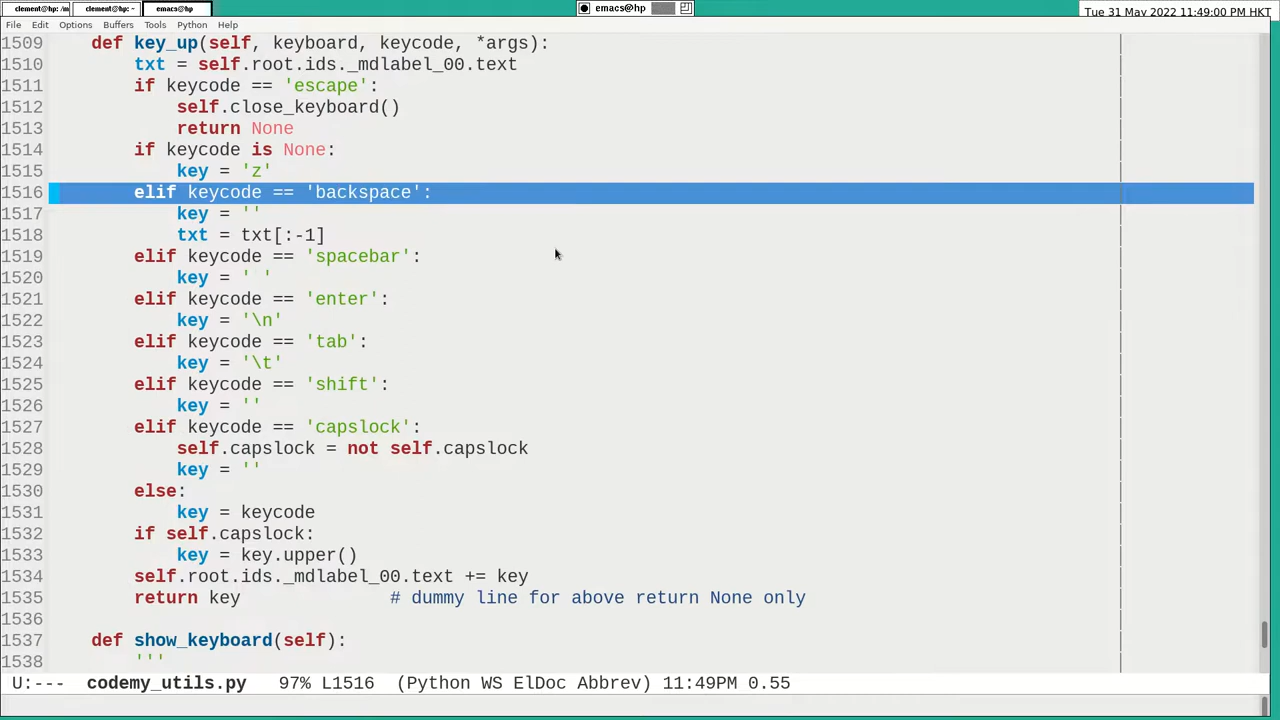 clement@hp: /m
clement@hp: ~
emacs@hp
emacs@hp
Tue 31 May 2022 11:49:00 PM HKT
File Edit Options Buffers Tools Python Help
1509     def key_up(self, keyboard, keycode, *args):
1510         txt = self.root.ids._mdlabel_00.text
1511         if keycode == 'escape':
1512             self.close_keyboard()
1513             return None
1514         if keycode is None:
1515             key = 'z'
1516         elif keycode == 'backspace':
1517             key = ''
1518             txt = txt[:-1]
1519         elif keycode == 'spacebar':
1520             key = ' '
1521         elif keycode == 'enter':
1522             key = '\n'
1523         elif keycode == 'tab':
1524             key = '\t'
1525         elif keycode == 'shift':
1526             key = ''
1527         elif keycode == 'capslock':
1528             self.capslock = not self.capslock
1529             key = ''
1530         else:
1531             key = keycode
1532         if self.capslock:
1533             key = key.upper()
1534         self.root.ids._mdlabel_00.text += key
1535         return key              # dummy line for above return None only
1536
1537     def show_keyboard(self):
1538         '''
U:---  codemy_utils.py   97% L1516  (Python WS ElDoc Abbrev) 11:49PM 0.55